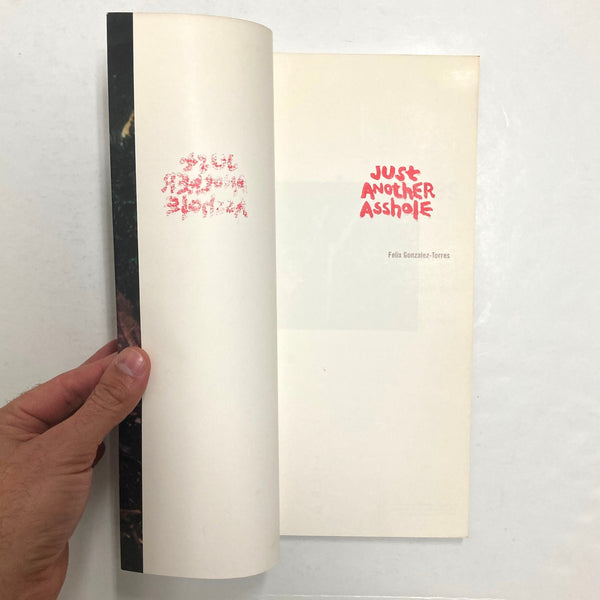 Just
Another
Asshole
Felix Gonzalez-Torres